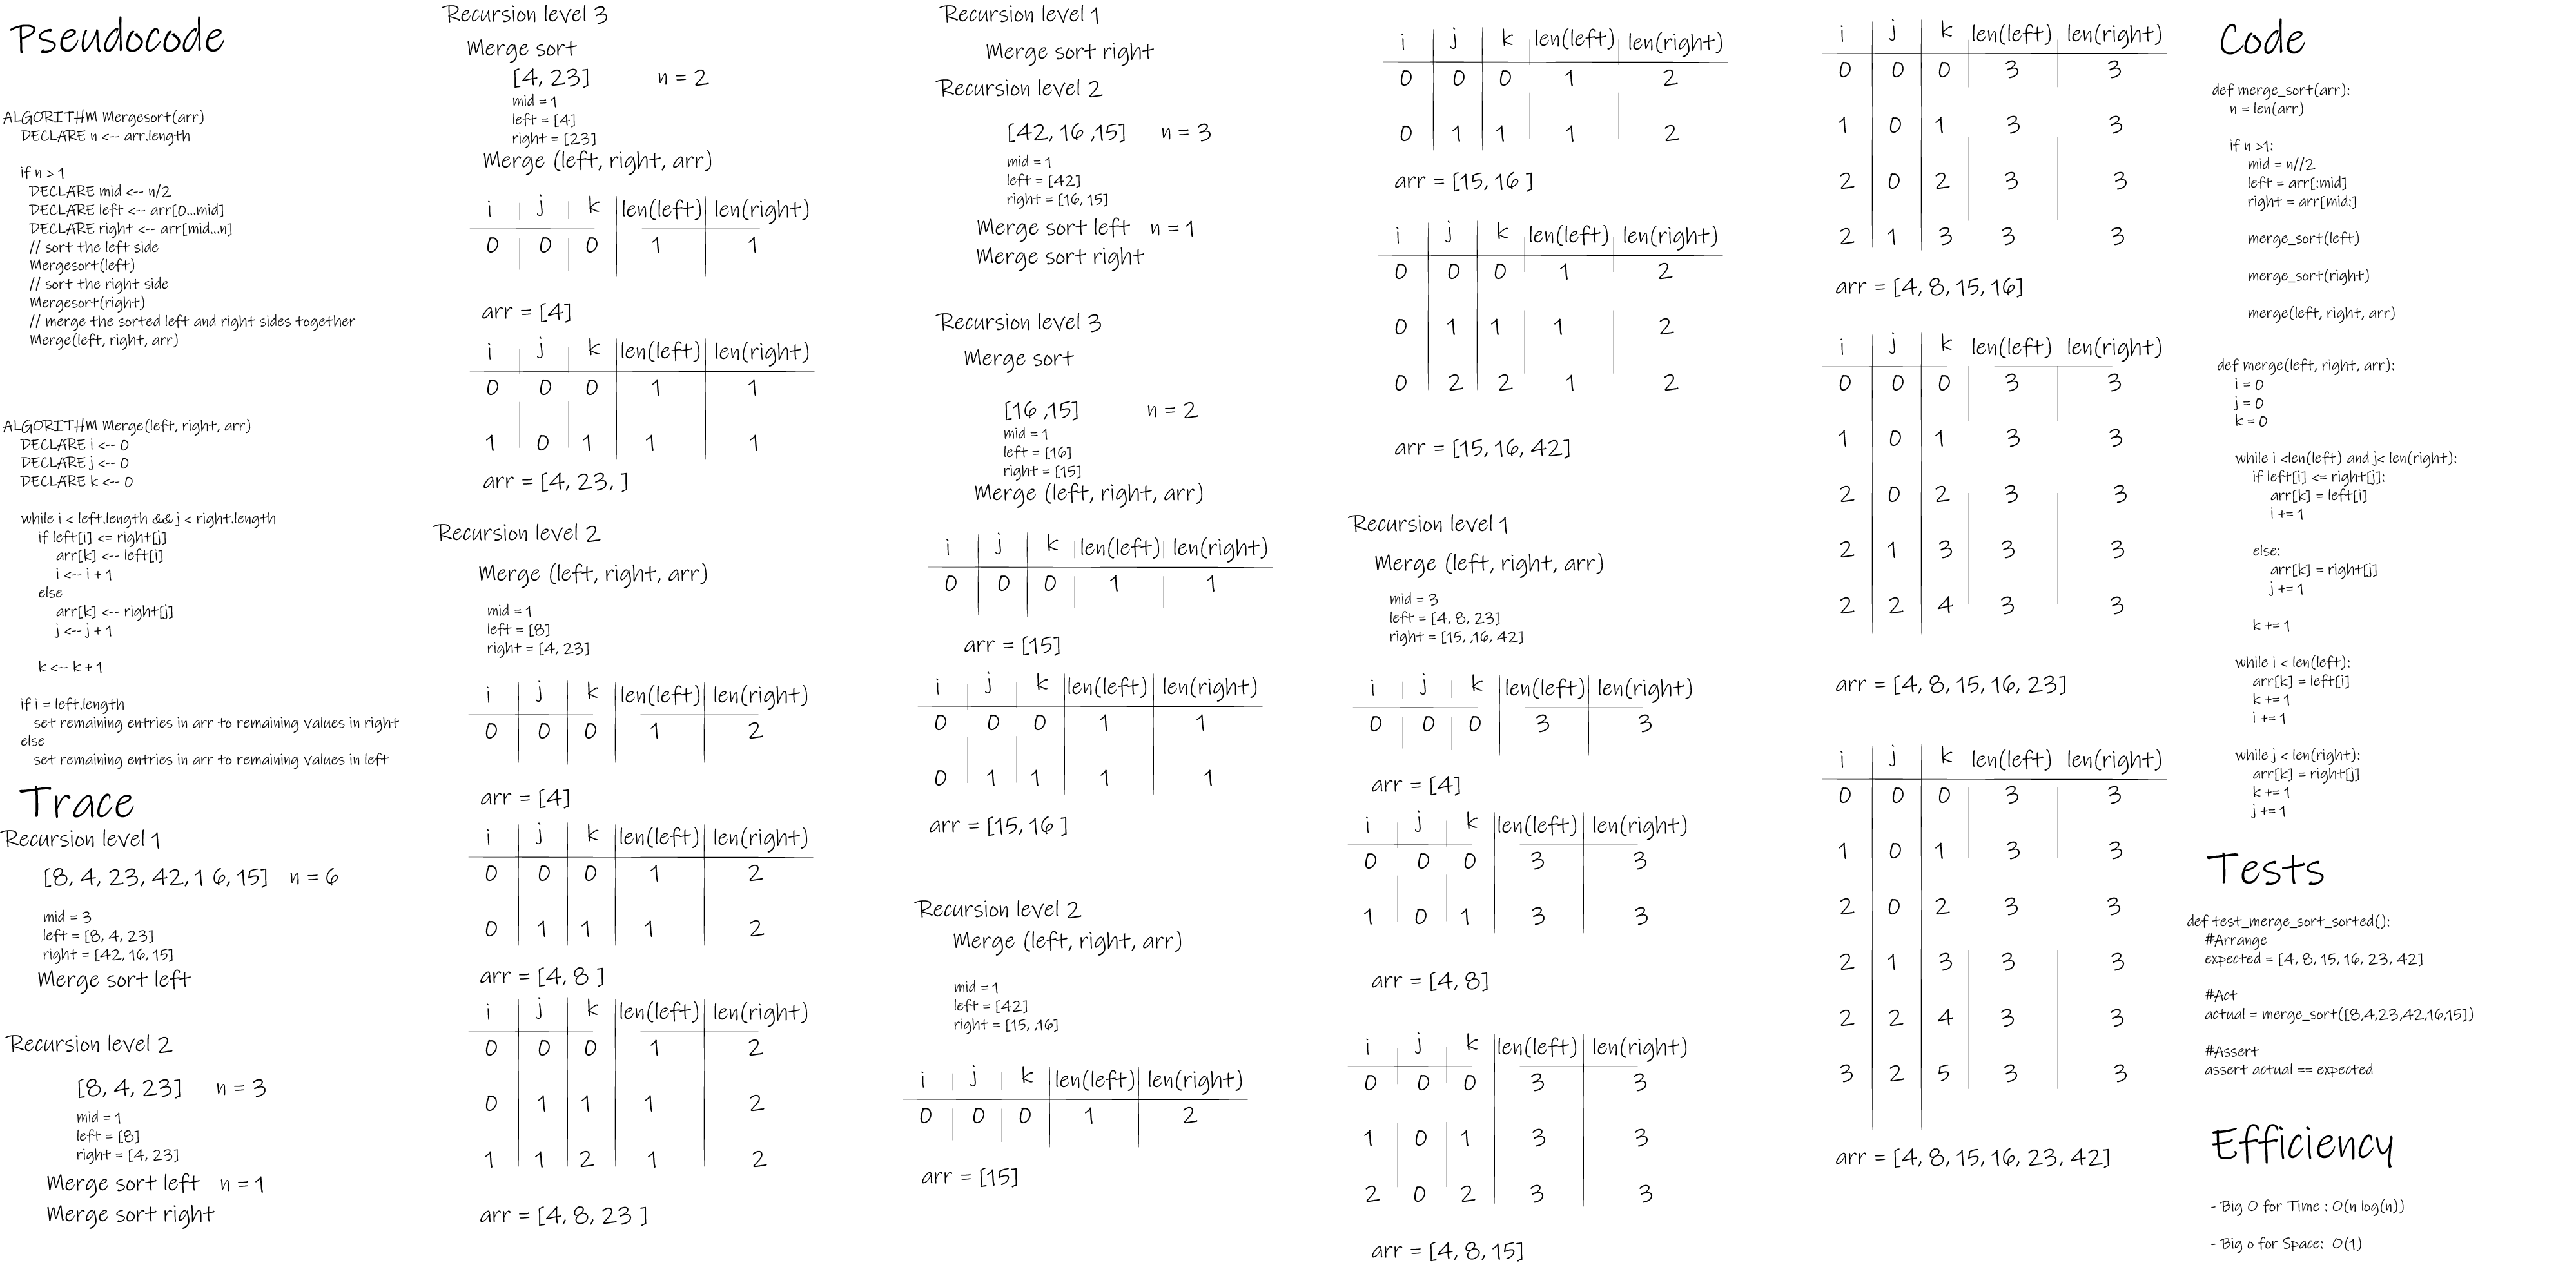 Pseudocode
ALGORITHM Mergesort(arr)
DECLARE n <-- arr.length
if n > 1
DECLARE mid <-- n/2
DECLARE left <-- arr[0...mid]
DECLARE right <-- arr[mid...n]
// sort the left side
Mergesort(left)
// sort the right side
Mergesort(right)
// merge the sorted left and right sides together
Merge(left, right, arr)
ALGORITHM Merge(left, right, arr)
DECLARE i <-- 0
DECLARE j <-- 0
DECLARE k <-- 0
while i < left.length && j < right.length
if left[i] <= right[j]
arr[k] <-- left[i]
i <-- i + 1
else
arr[k] <-- right[j]
j <-- j + 1
k <-- k + 1
if i = left.length
set remaining entries in arr to remaining values in right
else
set remaining entries in arr to remaining values in left
Trace
Recursion level 1
[8, 4, 23, 42,1 6, 15] n = 6
mid = 3
left = [8, 4, 23]
right = [42, 16, 15]
Merge sort left
Recursion level 2
[8, 4, 23] n = 3
mid = 1
left = [8]
right = [4, 23]
Merge sort left n = 1
Merge sort right
Recursion level 3
Merge sort
[4, 23] n = 2
mid = 1
left = [4]
right = [23]
Merge (left, right, arr)
i j k len(left) len(right)
0 0 0 1 1
arr = [4]
i j k len(left) len(right)
0 0 0 1 1
1 0 1 1 1
arr = [4, 23, ]
Recursion level 2
Merge (left, right, arr)
mid = 1
left = [8]
right = [4, 23]
i j k len(left) len(right)
0 0 0 1 2
arr = [4]
i j k len(left) len(right)
0 0 0 1 2
0 1 1 1 2
arr = [4, 8 ]
i j k len(left) len(right)
0 0 0 1 2
0 1 1 1 2
1 1 2 1 2
arr = [4, 8, 23 ]
Recursion level 1
Merge sort right
Recursion level 2
[42, 16 ,15] n = 3
mid = 1
left = [42]
right = [16, 15]
Merge sort left n = 1
Merge sort right
Recursion level 3
Merge sort
[16 ,15] n = 2
mid = 1
left = [16]
right = [15]
Merge (left, right, arr)
i j k len(left) len(right)
0 0 0 1 1
arr = [15]
i j k len(left) len(right)
0 0 0 1 1
0 1 1 1 1
arr = [15, 16 ]
Recursion level 2
Merge (left, right, arr)
mid = 1
left = [42]
right = [15, ,16]
i j k len(left) len(right)
0 0 0 1 2
arr = [15]
i j k len(left) len(right)
0 0 0 1 2
0 1 1 1 2
arr = [15, 16 ]
i j k len(left) len(right)
0 0 0 1 2
0 1 1 1 2
0 2 2 1 2
arr = [15, 16, 42]
Recursion level 1
Merge (left, right, arr)
mid = 3
left = [4, 8, 23]
right = [15, ,16, 42]
i j k len(left) len(right)
0 0 0 3 3
arr = [4]
i j k len(left) len(right)
0 0 0 3 3
1 0 1 3 3
arr = [4, 8]
i j k len(left) len(right)
0 0 0 3 3
1 0 1 3 3
2 0 2 3 3
arr = [4, 8, 15]
i j k len(left) len(right)
0 0 0 3 3
1 0 1 3 3
2 0 2 3 3
2 1 3 3 3
arr = [4, 8, 15, 16]
i j k len(left) len(right)
0 0 0 3 3
1 0 1 3 3
2 0 2 3 3
2 1 3 3 3
2 2 4 3 3
arr = [4, 8, 15, 16, 23]
i j k len(left) len(right)
0 0 0 3 3
1 0 1 3 3
2 0 2 3 3
2 1 3 3 3
2 2 4 3 3
3 2 5 3 3
arr = [4, 8, 15, 16, 23, 42]
Code
def merge_sort(arr):
n = len(arr)
if n >1:
mid = n//2
left = arr[:mid]
right = arr[mid:]
merge_sort(left)
merge_sort(right)
merge(left, right, arr)
def merge(left, right, arr):
i = 0
j = 0
k = 0
while i <len(left) and j< len(right):
if left[i] <= right[j]:
arr[k] = left[i]
i += 1
else:
arr[k] = right[j]
j += 1
k += 1
while i < len(left):
arr[k] = left[i]
k += 1
i += 1
while j < len(right):
arr[k] = right[j]
k += 1
j += 1
Tests
def test_merge_sort_sorted():
#Arrange
expected = [4, 8, 15, 16, 23, 42]
#Act
actual = merge_sort([8,4,23,42,16,15])
#Assert
assert actual == expected
Efficiency
- Big O for Time : O(n log(n))
- Big o for Space: O(1)